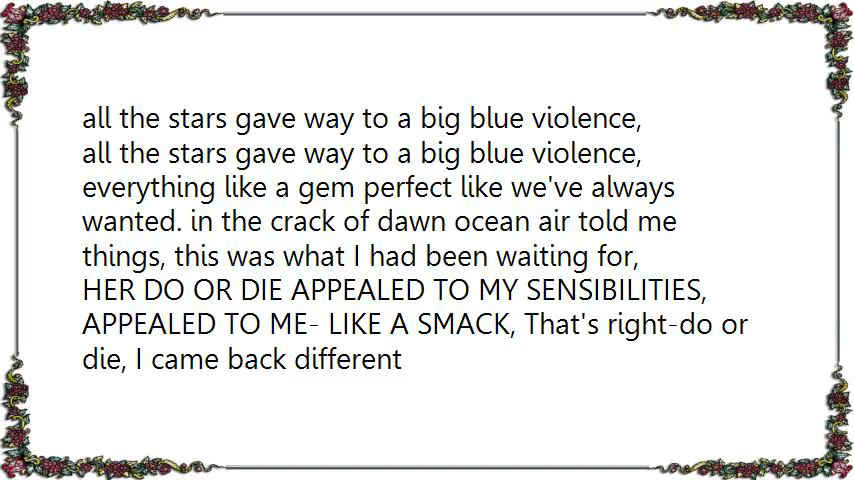 all the stars gave way to a big blue violence,
all the stars gave way to a big blue violence,
everything like a gem perfect like we've always
wanted. in the crack of dawn ocean air told me
things, this was what I had been waiting for,
HER DO OR DIE APPEALED TO MY SENSIBILITIES,
APPEALED TO ME- LIKE A SMACK, That's right-do or
die, I came back different